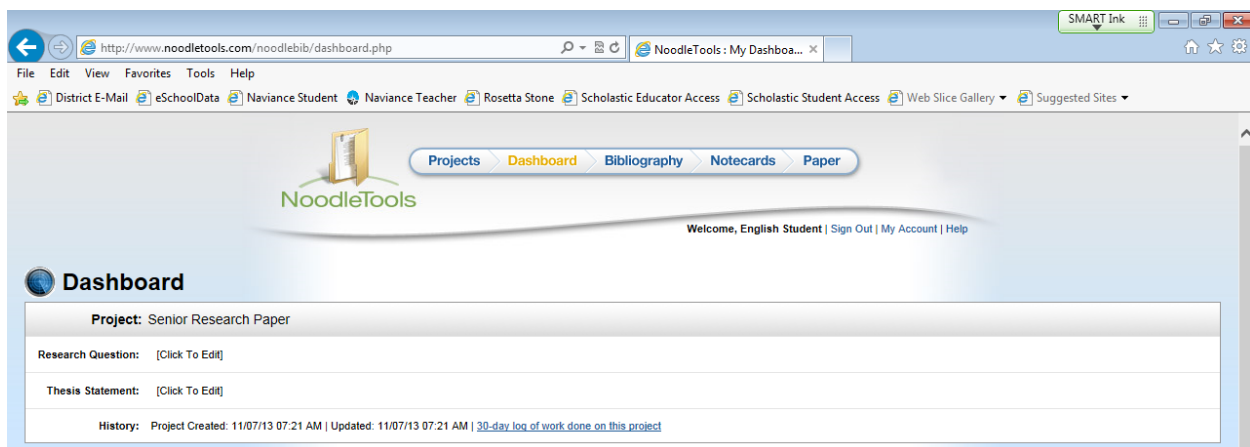 SMART Ink
http://www.noodletools.com/noodlebib/dashboard.php
NoodleTools : My Dashboa...
File Edit View Favorites Tools Help
District E-Mail eSchoolData Naviance Student Naviance Teacher Rosetta Stone Scholastic Educator Access Scholastic Student Access Web Slice Gallery Suggested Sites
Projects Dashboard Bibliography Notecards Paper
NoodleTools
Welcome, English Student | Sign Out | My Account | Help
Dashboard
Project: Senior Research Paper
Research Question: [Click To Edit]
Thesis Statement: [Click To Edit]
History: Project Created: 11/07/13 07:21 AM | Updated: 11/07/13 07:21 AM | 30-day log of work done on this project